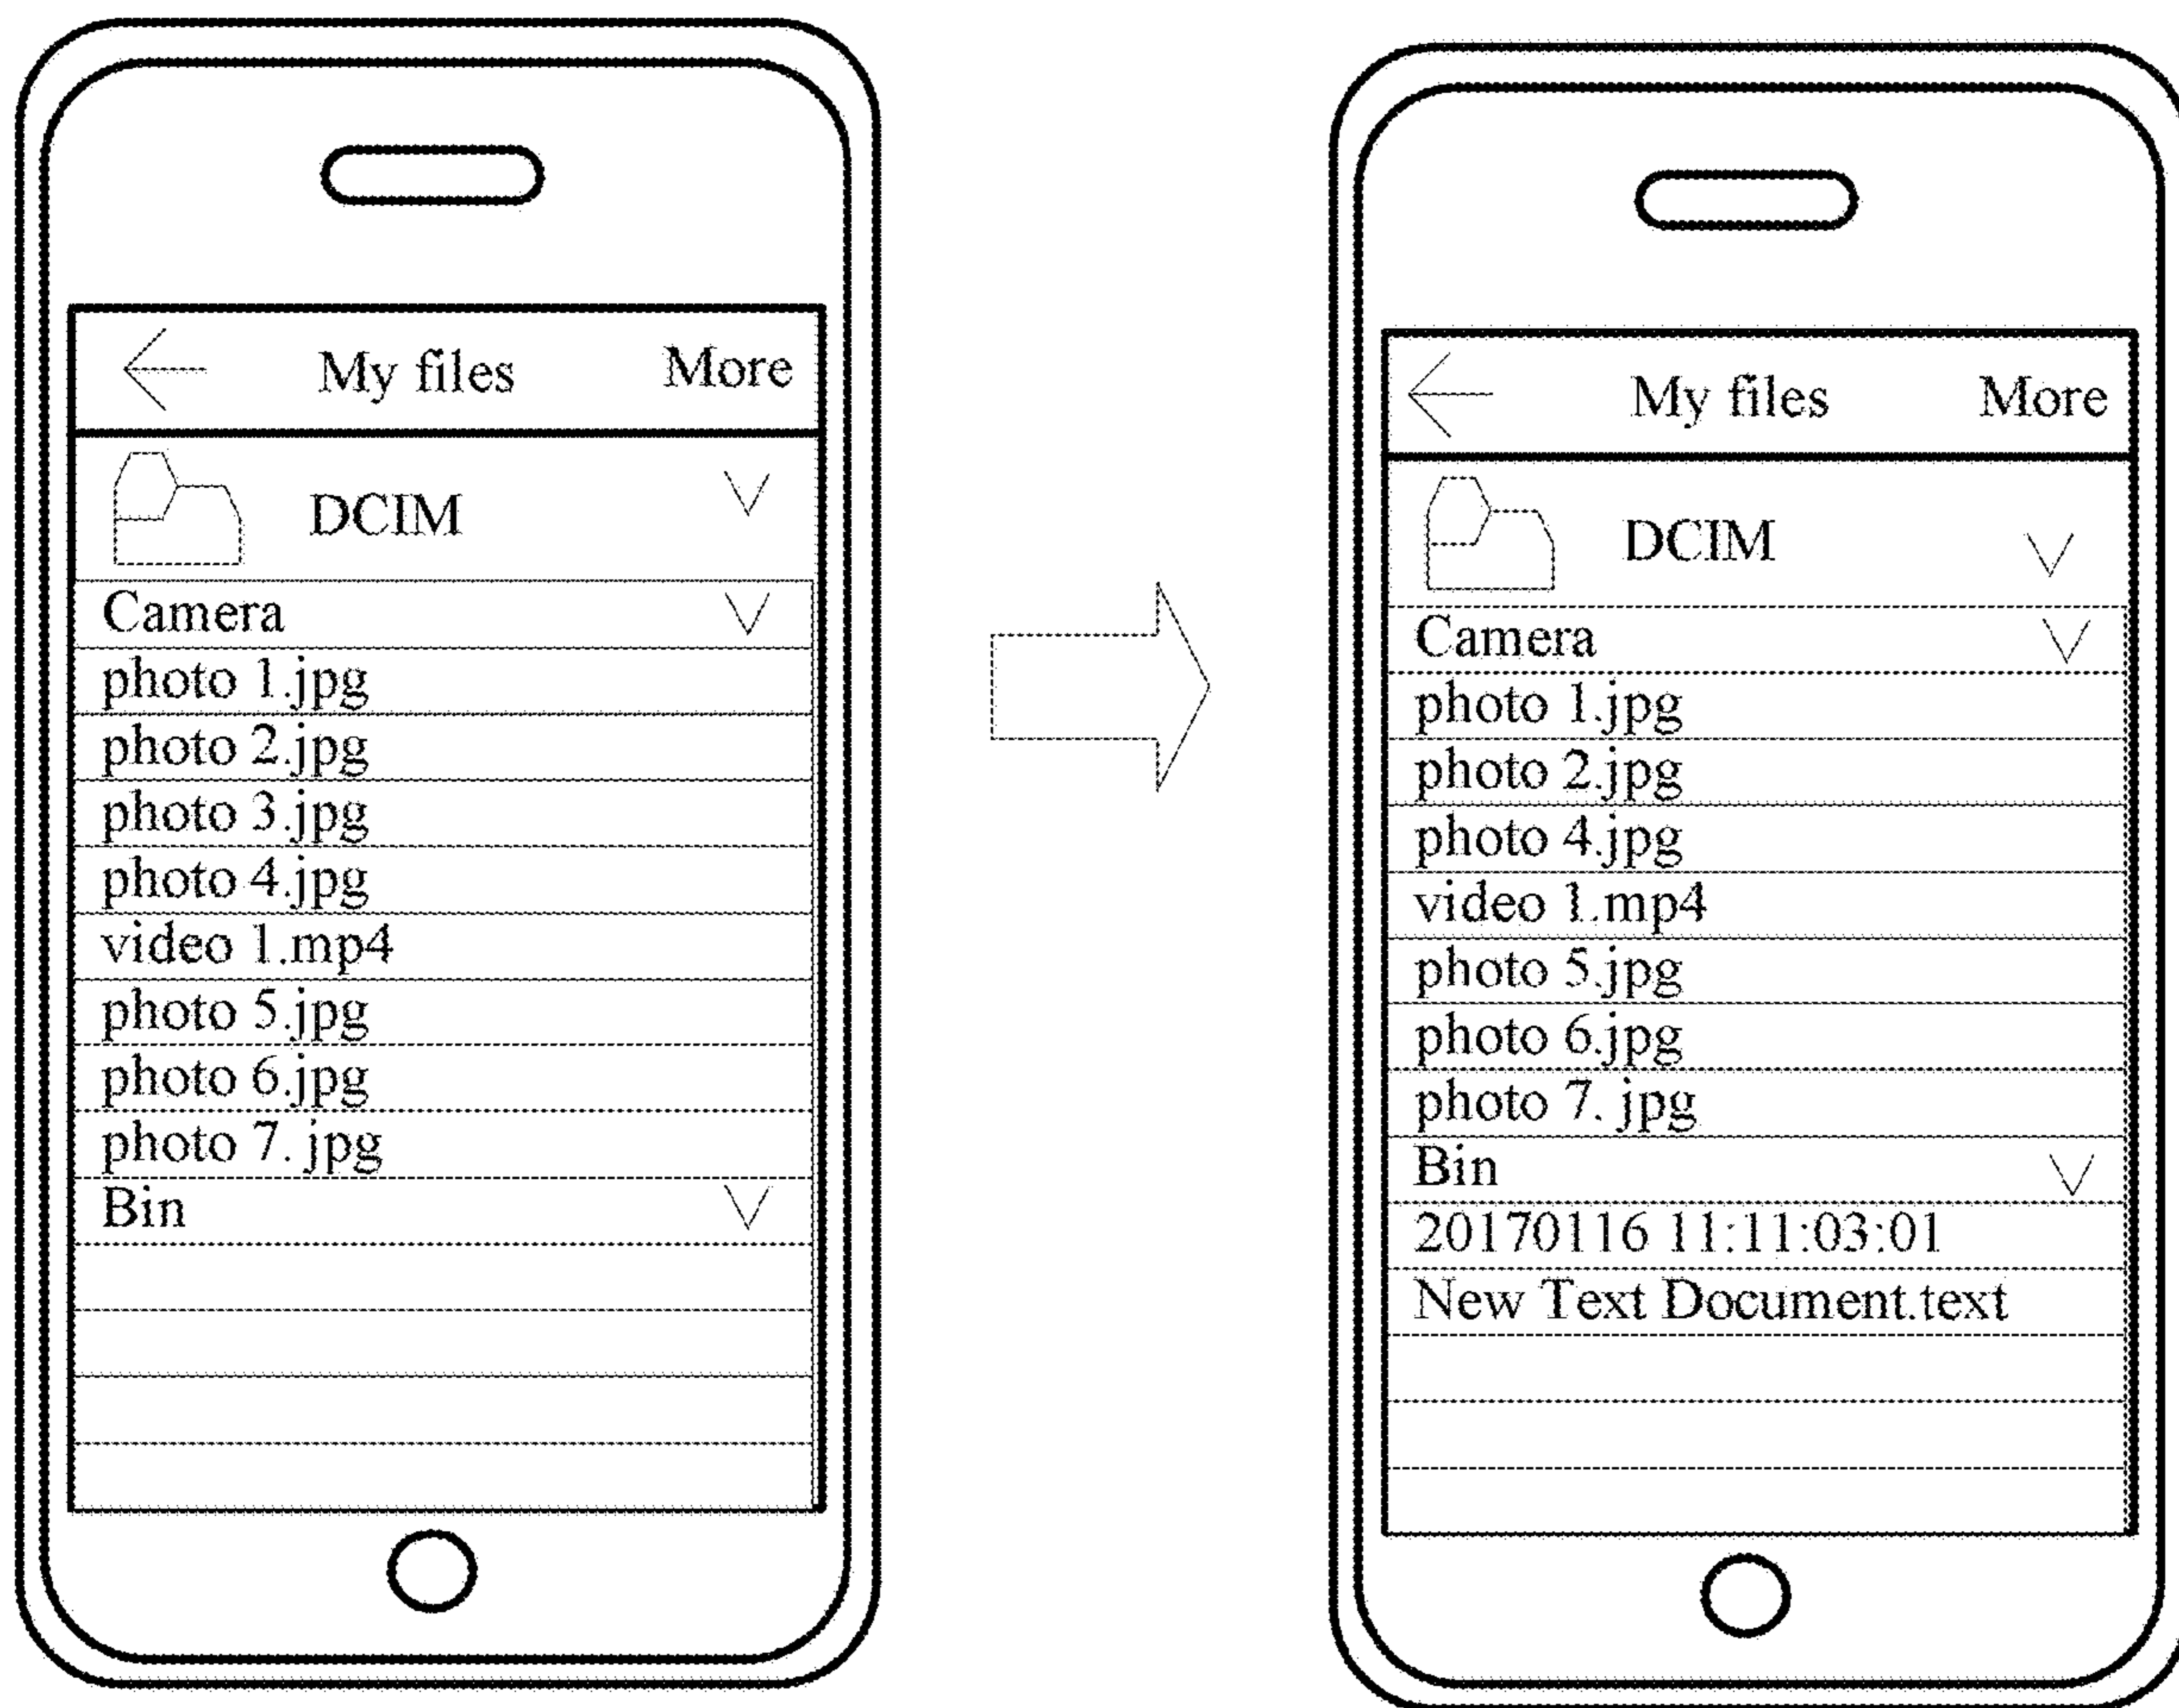 My files More
DCIM
Camera
photo 1.jpg
photo 2.jpg
photo 3.jpg
photo 4.jpg
video 1.mp4
photo 5.jpg
photo 6.jpg
photo 7. jpg
Bin
My files More
DCIM
Camera
photo 1.jpg
photo 2.jpg
photo 4.jpg
video 1.mp4
photo 5.jpg
photo 6.jpg
photo 7. jpg
Bin
20170116 11:11:03:01
New Text Document.text